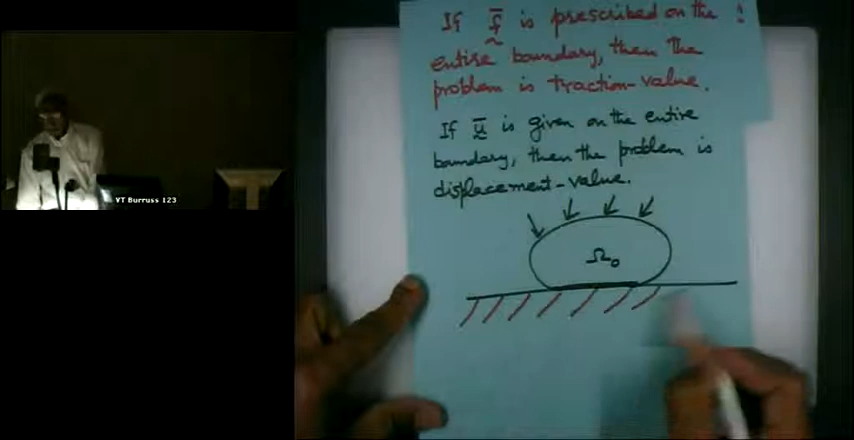 If f̄ is prescribed on the
entire boundary, then the
problem is traction-value.
If ū is given on the entire
boundary, then the problem is
displacement-value.
Ω₀
VT Burruss 123